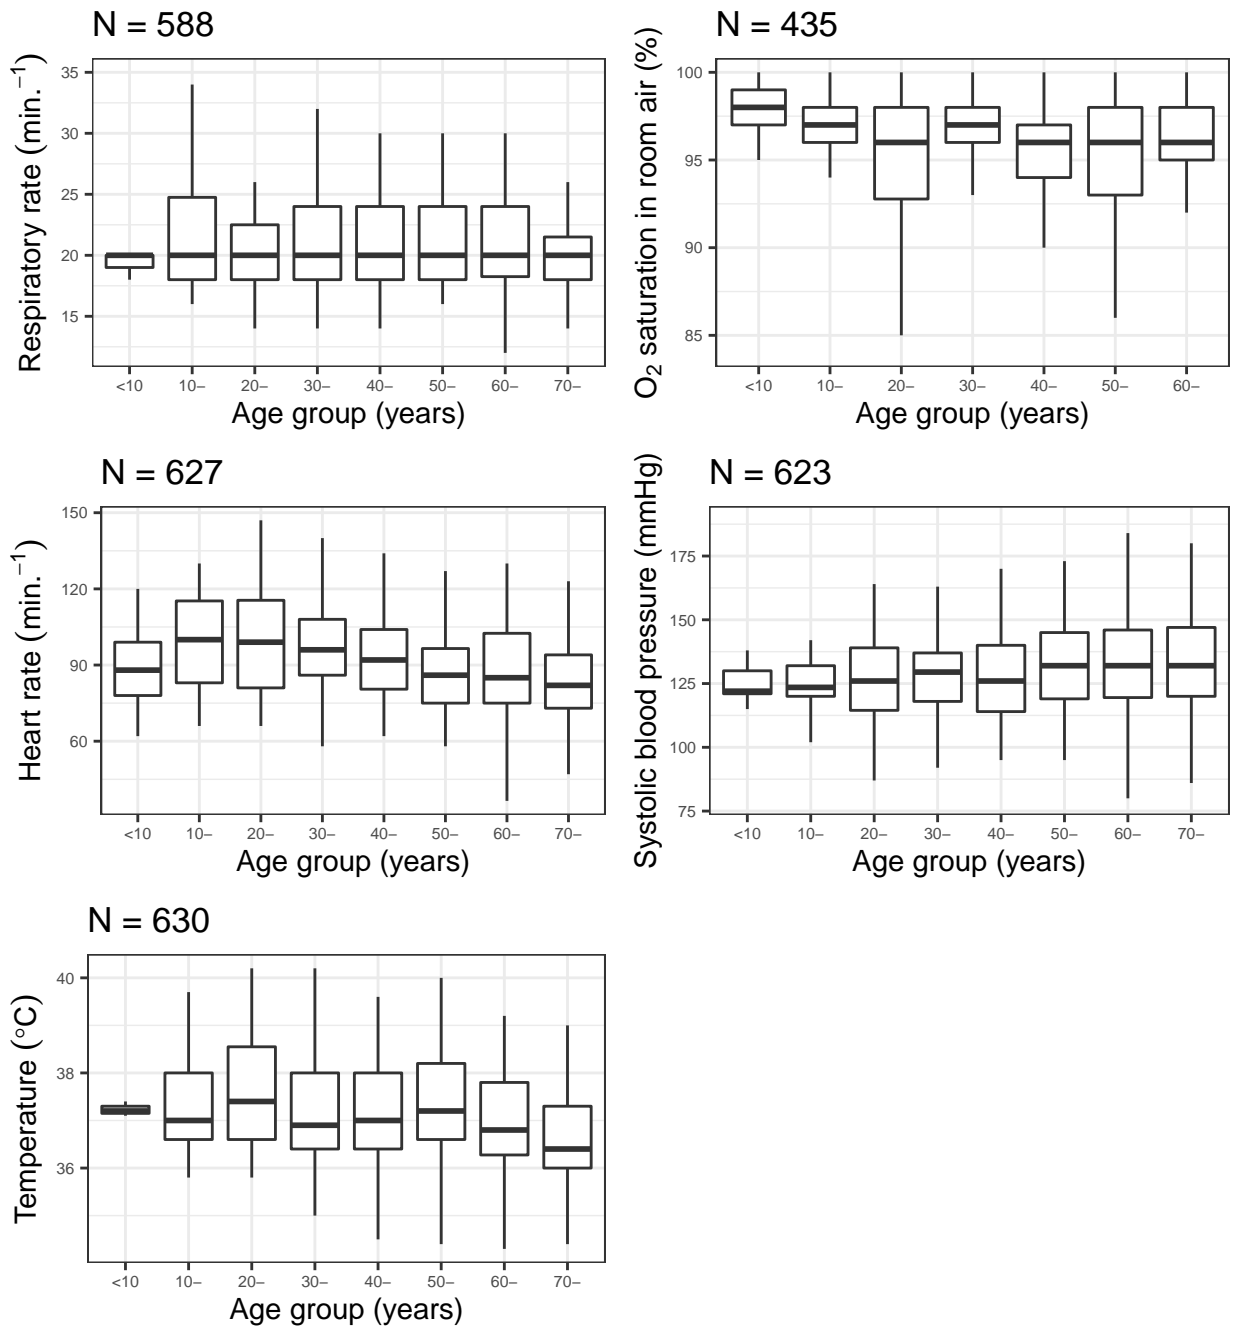 N = 588
Respiratory rate (min.⁻¹)
35
30
25
20
15
<10 10– 20– 30– 40– 50– 60– 70–
Age group (years)
N = 435
O₂ saturation in room air (%)
100
95
90
85
<10 10– 20– 30– 40– 50– 60–
Age group (years)
N = 627
Heart rate (min.⁻¹)
150
120
90
60
<10 10– 20– 30– 40– 50– 60– 70–
Age group (years)
N = 623
Systolic blood pressure (mmHg)
175
150
125
100
75
<10 10– 20– 30– 40– 50– 60– 70–
Age group (years)
N = 630
Temperature (°C)
40
38
36
<10 10– 20– 30– 40– 50– 60– 70–
Age group (years)